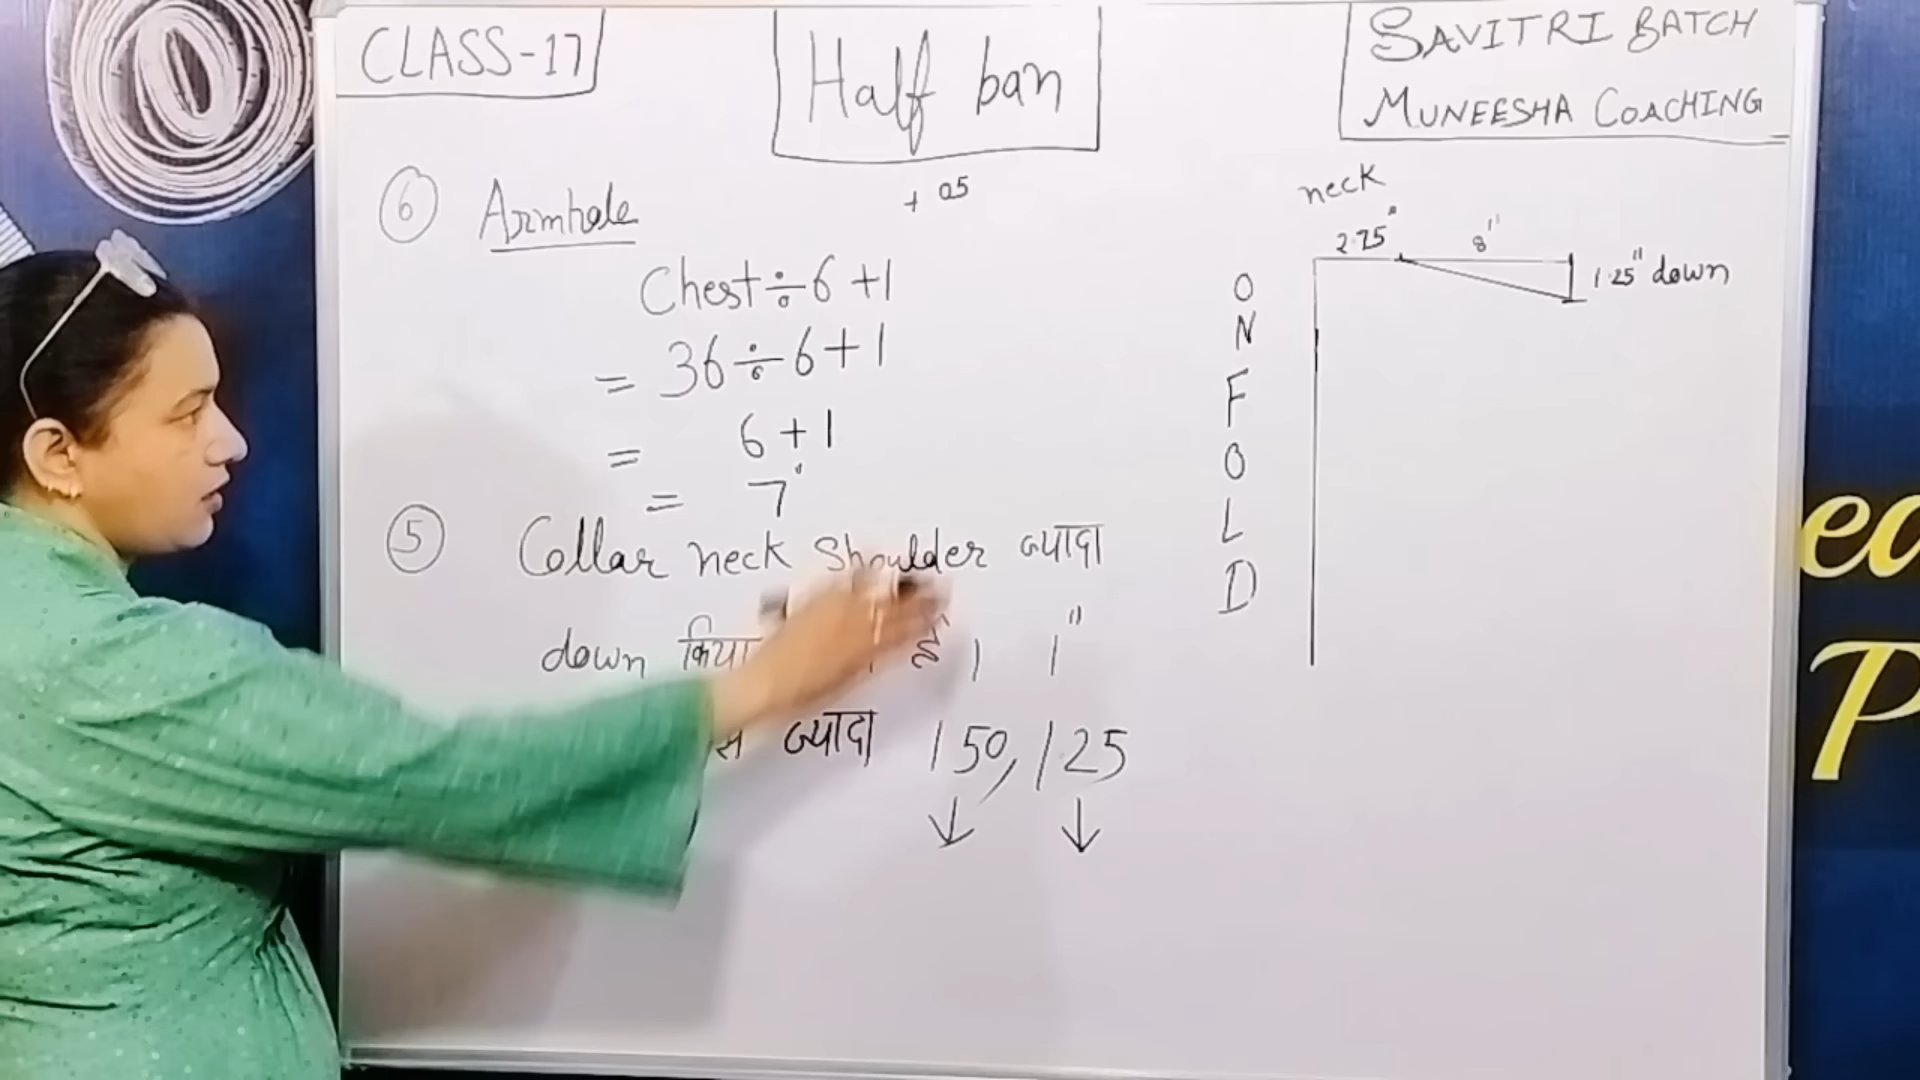 CLASS-17
Half ban
SAVITRI BATCH
MUNEESHA COACHING
+ 05
⑥ Armhole
Chest ÷ 6 + 1
= 36 ÷ 6 + 1
= 6 + 1
= 7"
⑤ Collar neck shoulder ज्यादा
down किया है। 1"
से ज्यादा 1.50, 1.25
↓ ↓
neck
2.75" 8"
1.25" down
O
N
F
O
L
D
ea
P